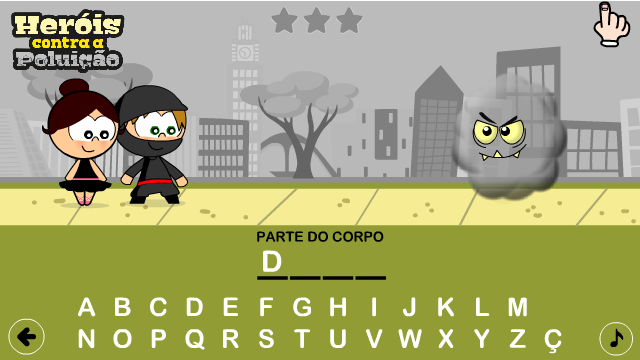 Heróis
contra a
Poluição
PARTE DO CORPO
D _ _ _
A B C D E F G H I J K L M
N O P Q R S T U V W X Y Z Ç